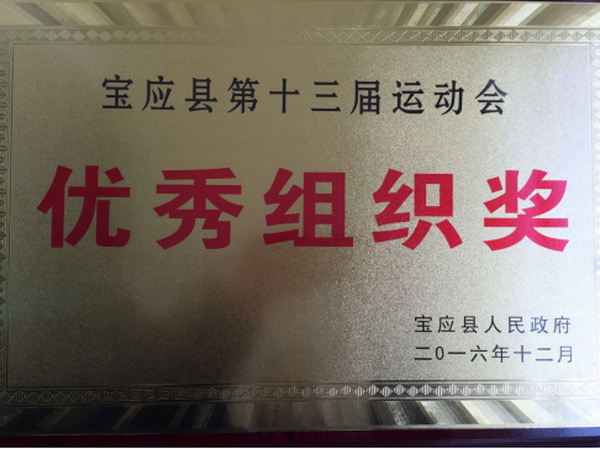 宝应县第十三届运动会
优秀组织奖
宝应县人民政府
二0一六年十二月